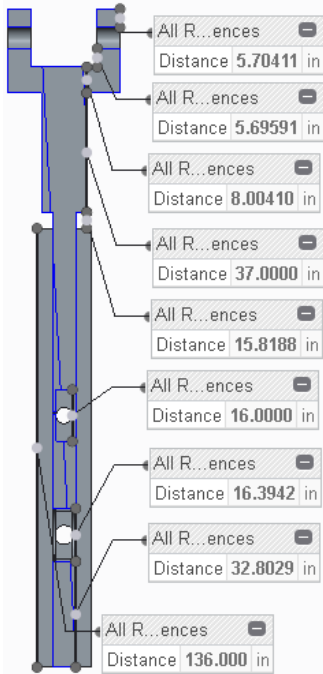 All R...ences
Distance 5.70411 in
All R...ences
Distance 5.69591 in
All R...ences
Distance 8.00410 in
All R...ences
Distance 37.0000 in
All R...ences
Distance 15.8188 in
All R...ences
Distance 16.0000 in
All R...ences
Distance 16.3942 in
All R...ences
Distance 32.8029 in
All R...ences
Distance 136.000 in